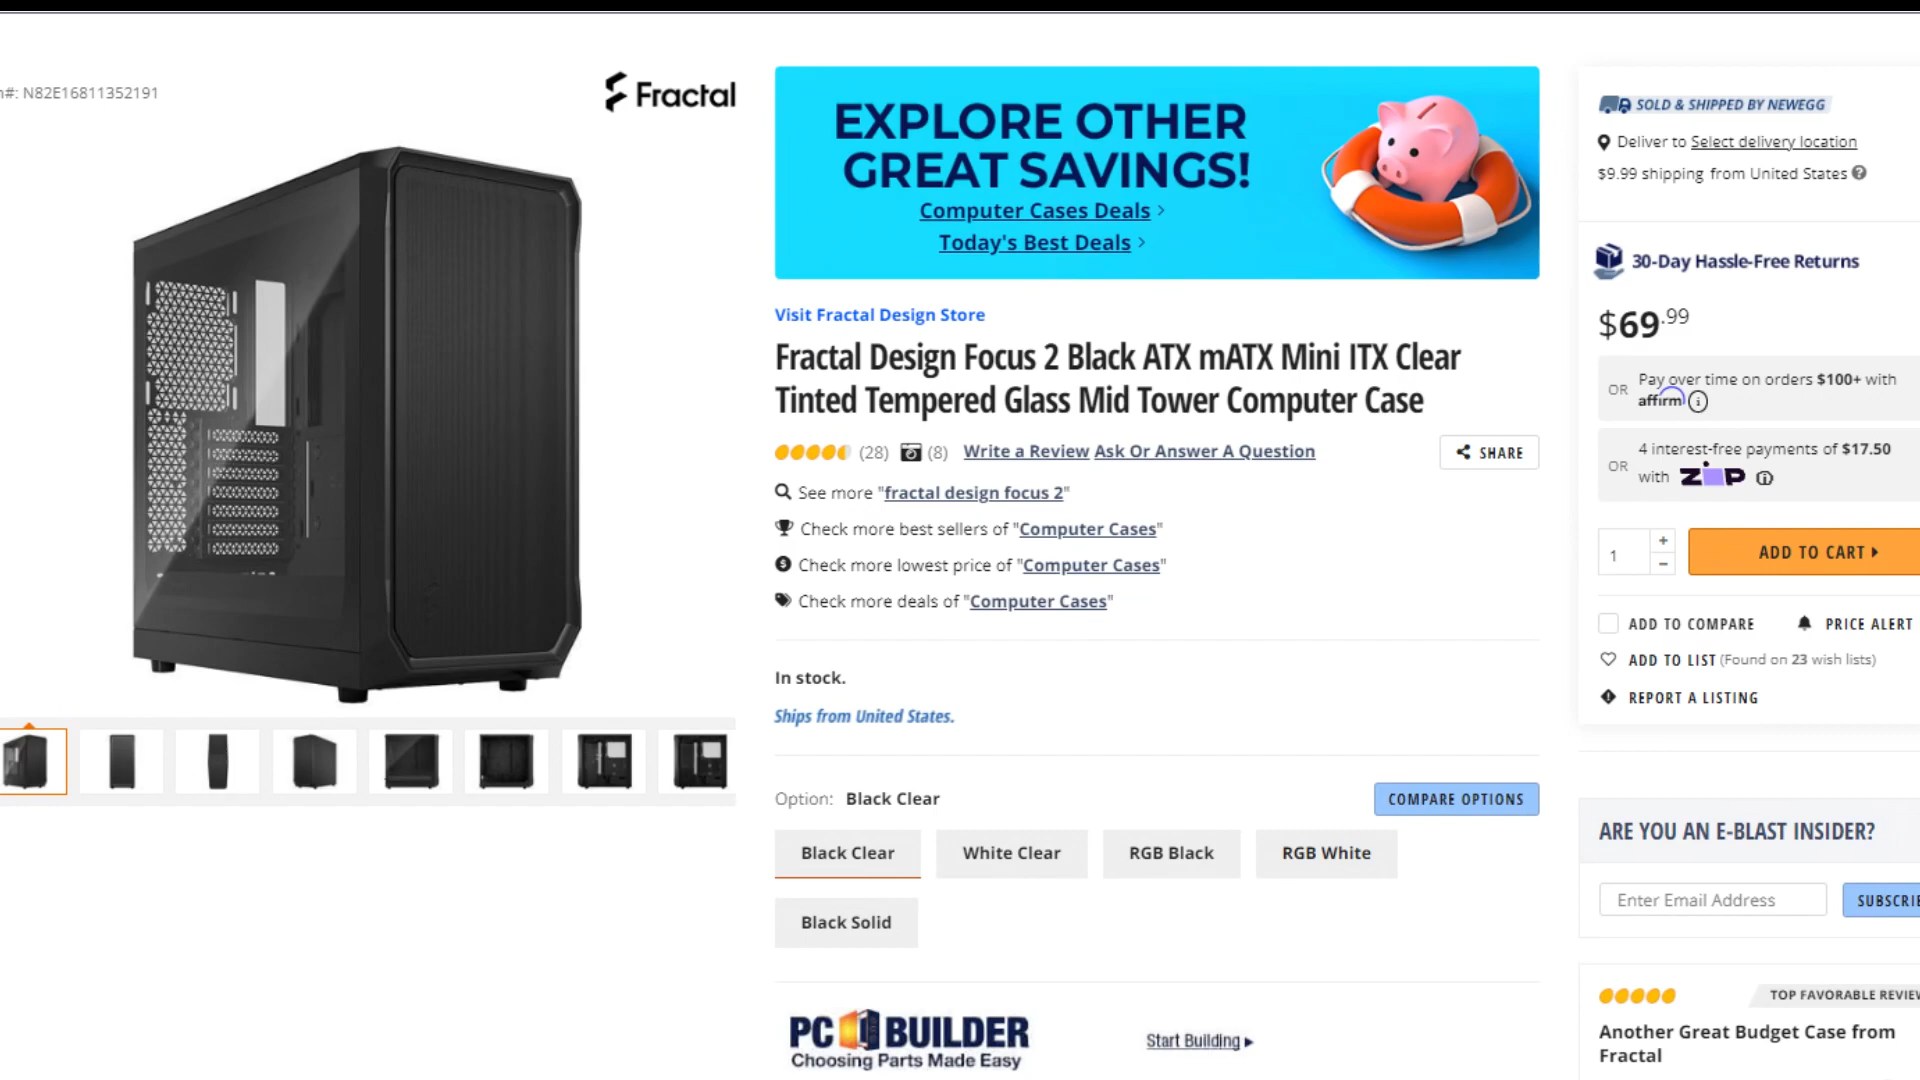 n#: N82E16811352191
Fractal
EXPLORE OTHER
GREAT SAVINGS!
Computer Cases Deals
Today's Best Deals
Visit Fractal Design Store
Fractal Design Focus 2 Black ATX mATX Mini ITX Clear
Tinted Tempered Glass Mid Tower Computer Case
(28) (8) Write a Review Ask Or Answer A Question
SHARE
See more "fractal design focus 2"
Check more best sellers of "Computer Cases"
Check more lowest price of "Computer Cases"
Check more deals of "Computer Cases"
In stock.
Ships from United States.
Option: Black Clear
COMPARE OPTIONS
Black Clear
White Clear
RGB Black
RGB White
Black Solid
PC BUILDER
Choosing Parts Made Easy
Start Building
SOLD & SHIPPED BY NEWEGG
Deliver to Select delivery location
$9.99 shipping from United States
30-Day Hassle-Free Returns
$69.99
OR
Pay over time on orders $100+ with
affirm
OR
4 interest-free payments of $17.50
with ZIP
1
+
−
ADD TO CART
ADD TO COMPARE
PRICE ALERT
ADD TO LIST (Found on 23 wish lists)
REPORT A LISTING
ARE YOU AN E-BLAST INSIDER?
Enter Email Address
SUBSCRIB
TOP FAVORABLE REVIEW
Another Great Budget Case from
Fractal